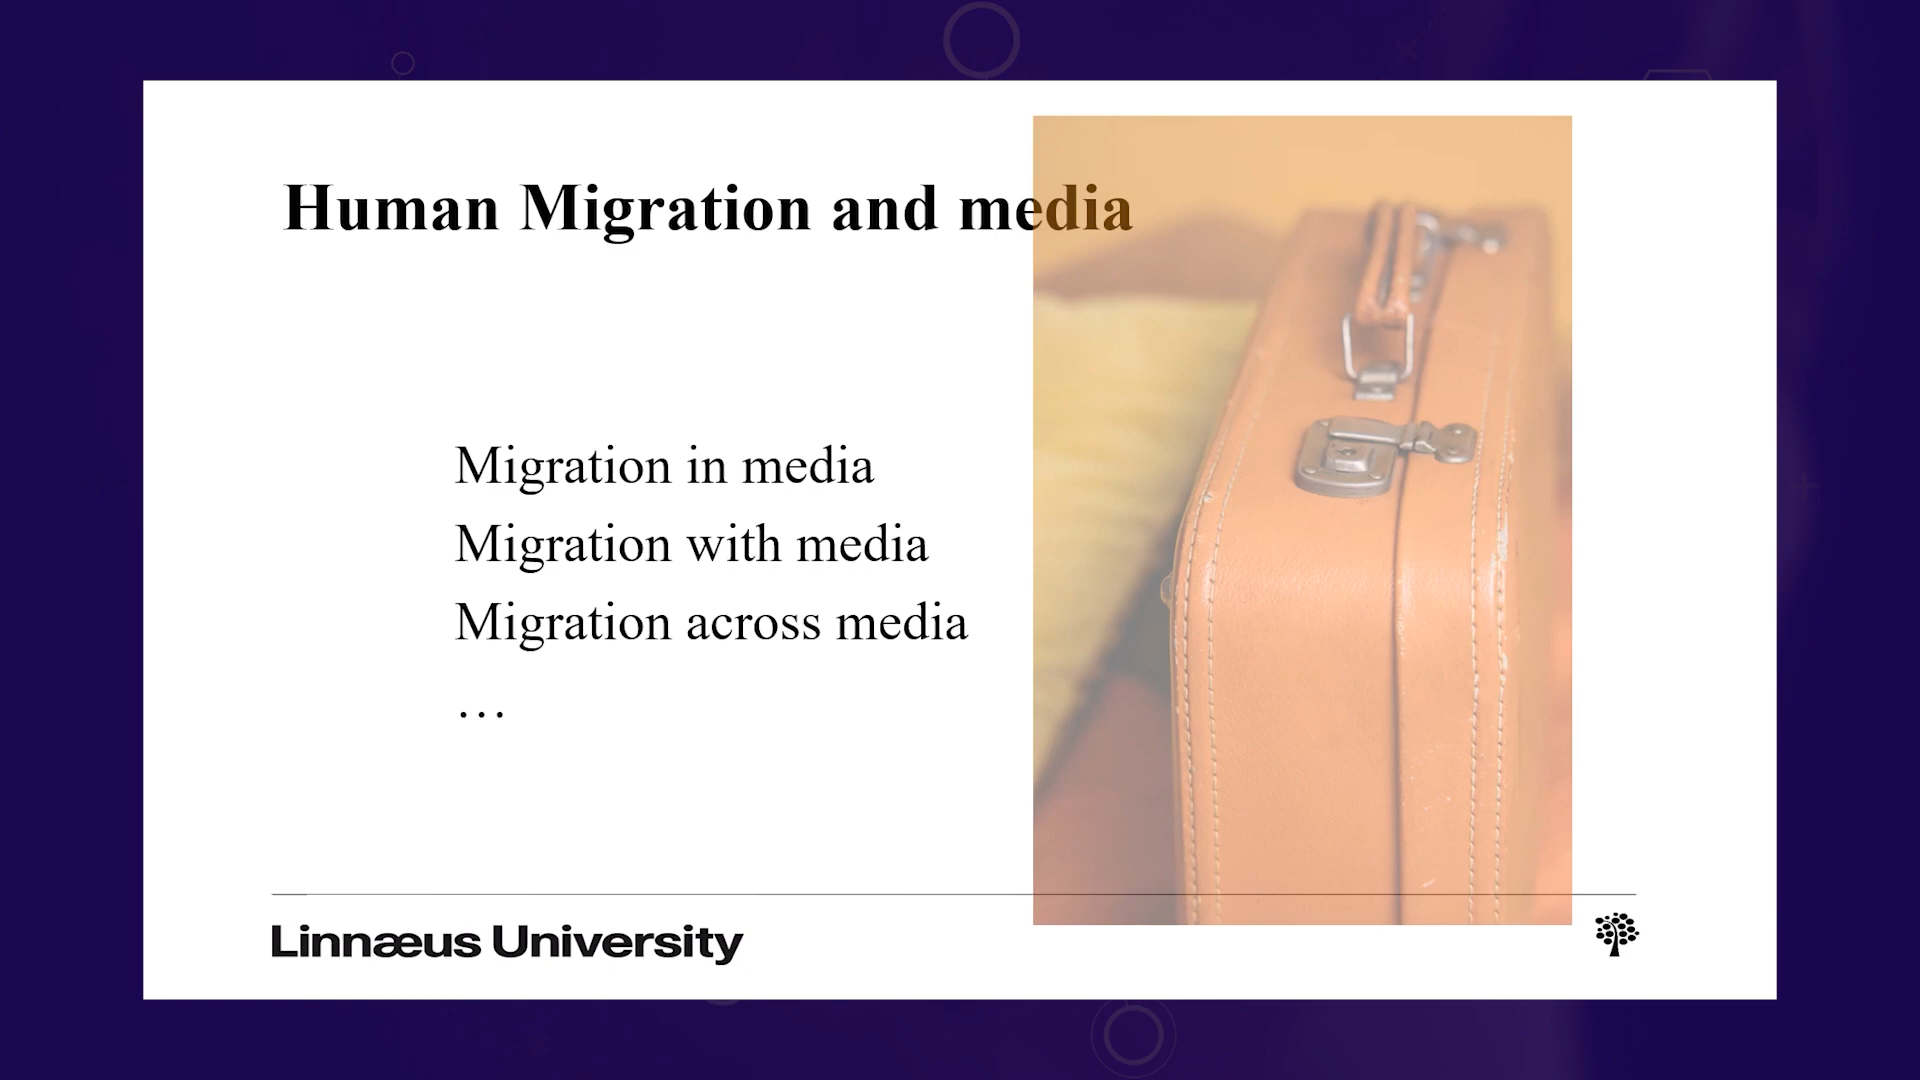 Human Migration and media
Migration in media
Migration with media
Migration across media
…
Linnæus University